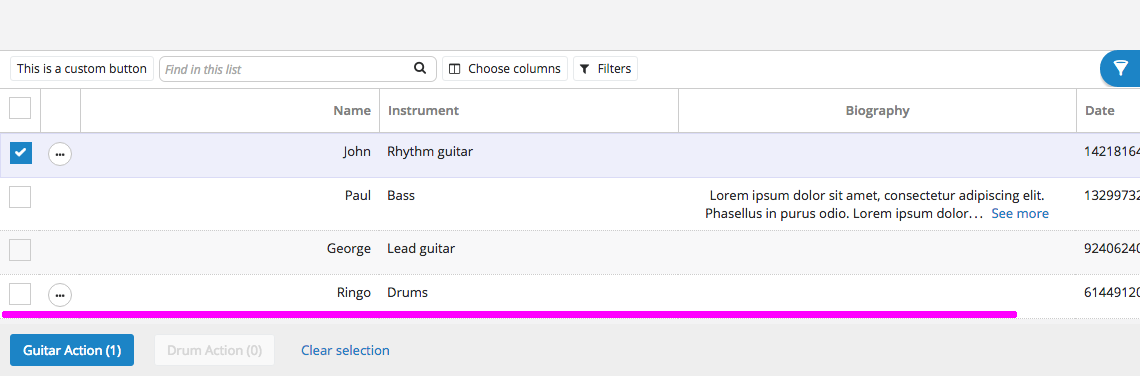 This is a custom button Find in this list Choose columns Filters
Name Instrument Biography Date
John Rhythm guitar 14218164
Paul Bass Lorem ipsum dolor sit amet, consectetur adipiscing elit. 13299732
Phasellus in purus odio. Lorem ipsum dolor... See more
George Lead guitar 92406240
Ringo Drums 61449120
Guitar Action (1) Drum Action (0) Clear selection